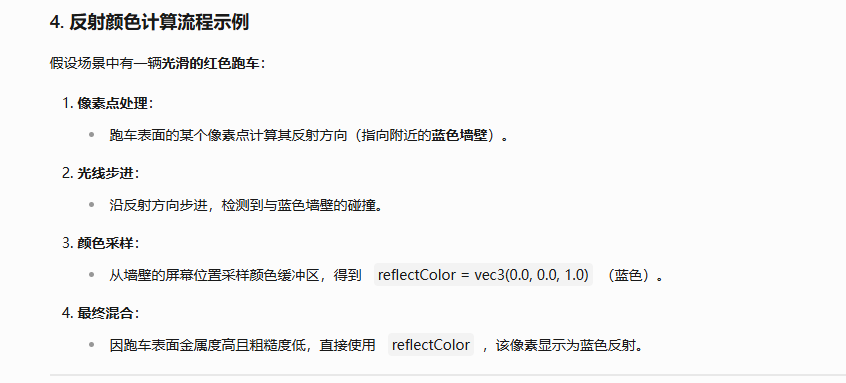 4. 反射颜色计算流程示例
假设场景中有一辆光滑的红色跑车：
1. 像素点处理：
• 跑车表面的某个像素点计算其反射方向（指向附近的蓝色墙壁）。
2. 光线步进：
• 沿反射方向步进，检测到与蓝色墙壁的碰撞。
3. 颜色采样：
• 从墙壁的屏幕位置采样颜色缓冲区，得到 reflectColor = vec3(0.0, 0.0, 1.0) （蓝色）。
4. 最终混合：
• 因跑车表面金属度高且粗糙度低，直接使用 reflectColor ，该像素显示为蓝色反射。